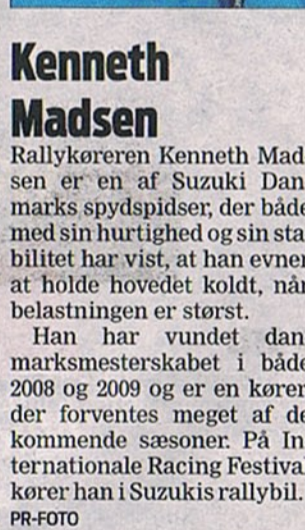 Kenneth
Madsen
Rallykøreren Kenneth Mad
sen er en af Suzuki Dan
marks spydspidser, der både
med sin hurtighed og sin sta
bilitet har vist, at han evner
at holde hovedet koldt, når
belastningen er størst.
Han har vundet dan
marksmesterskabet i både
2008 og 2009 og er en kører
der forventes meget af de
kommende sæsoner. På In
ternationale Racing Festival
kører han i Suzukis rallybil.
PR-FOTO